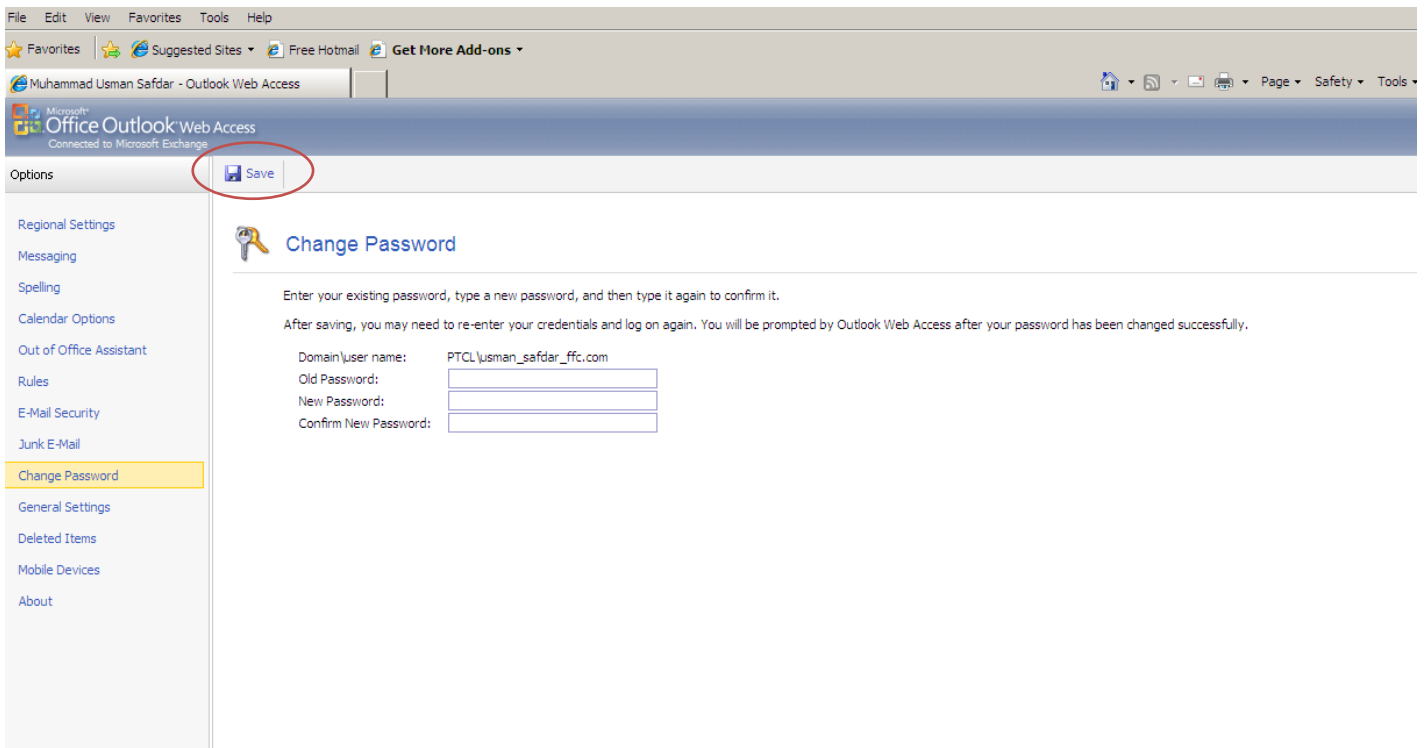 File Edit View Favorites Tools Help
Favorites Suggested Sites Free Hotmail Get More Add-ons
Muhammad Usman Safdar - Outlook Web Access Page Safety Tools
Microsoft®
Office Outlook Web Access
Connected to Microsoft Exchange
Options Save
Regional Settings
Messaging
Spelling
Calendar Options
Out of Office Assistant
Rules
E-Mail Security
Junk E-Mail
Change Password
General Settings
Deleted Items
Mobile Devices
About
Change Password
Enter your existing password, type a new password, and then type it again to confirm it.
After saving, you may need to re-enter your credentials and log on again. You will be prompted by Outlook Web Access after your password has been changed successfully.
Domain\user name: PTCL\usman_safdar_ffc.com
Old Password:
New Password:
Confirm New Password: